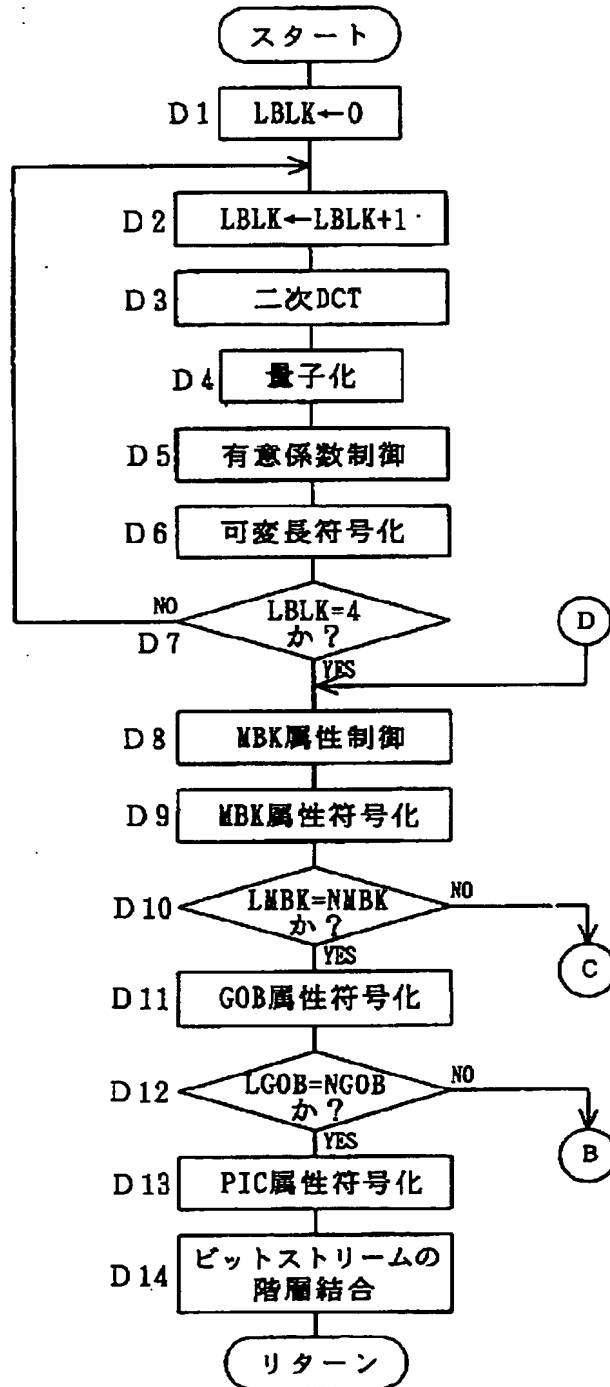 スタート
D1 LBLK←0
D2 LBLK←LBLK+1
D3 二次DCT
D4 量子化
D5 有意係数制御
D6 可変長符号化
NO
LBLK=4
か？
D7
D
YES
D8 MBK属性制御
D9 MBK属性符号化
D10 LMBK=NMBK
か？
NO
YES
C
D11 GOB属性符号化
D12 LGOB=NGOB
か？
NO
YES
B
D13 PIC属性符号化
D14 ビットストリームの
階層結合
リターン